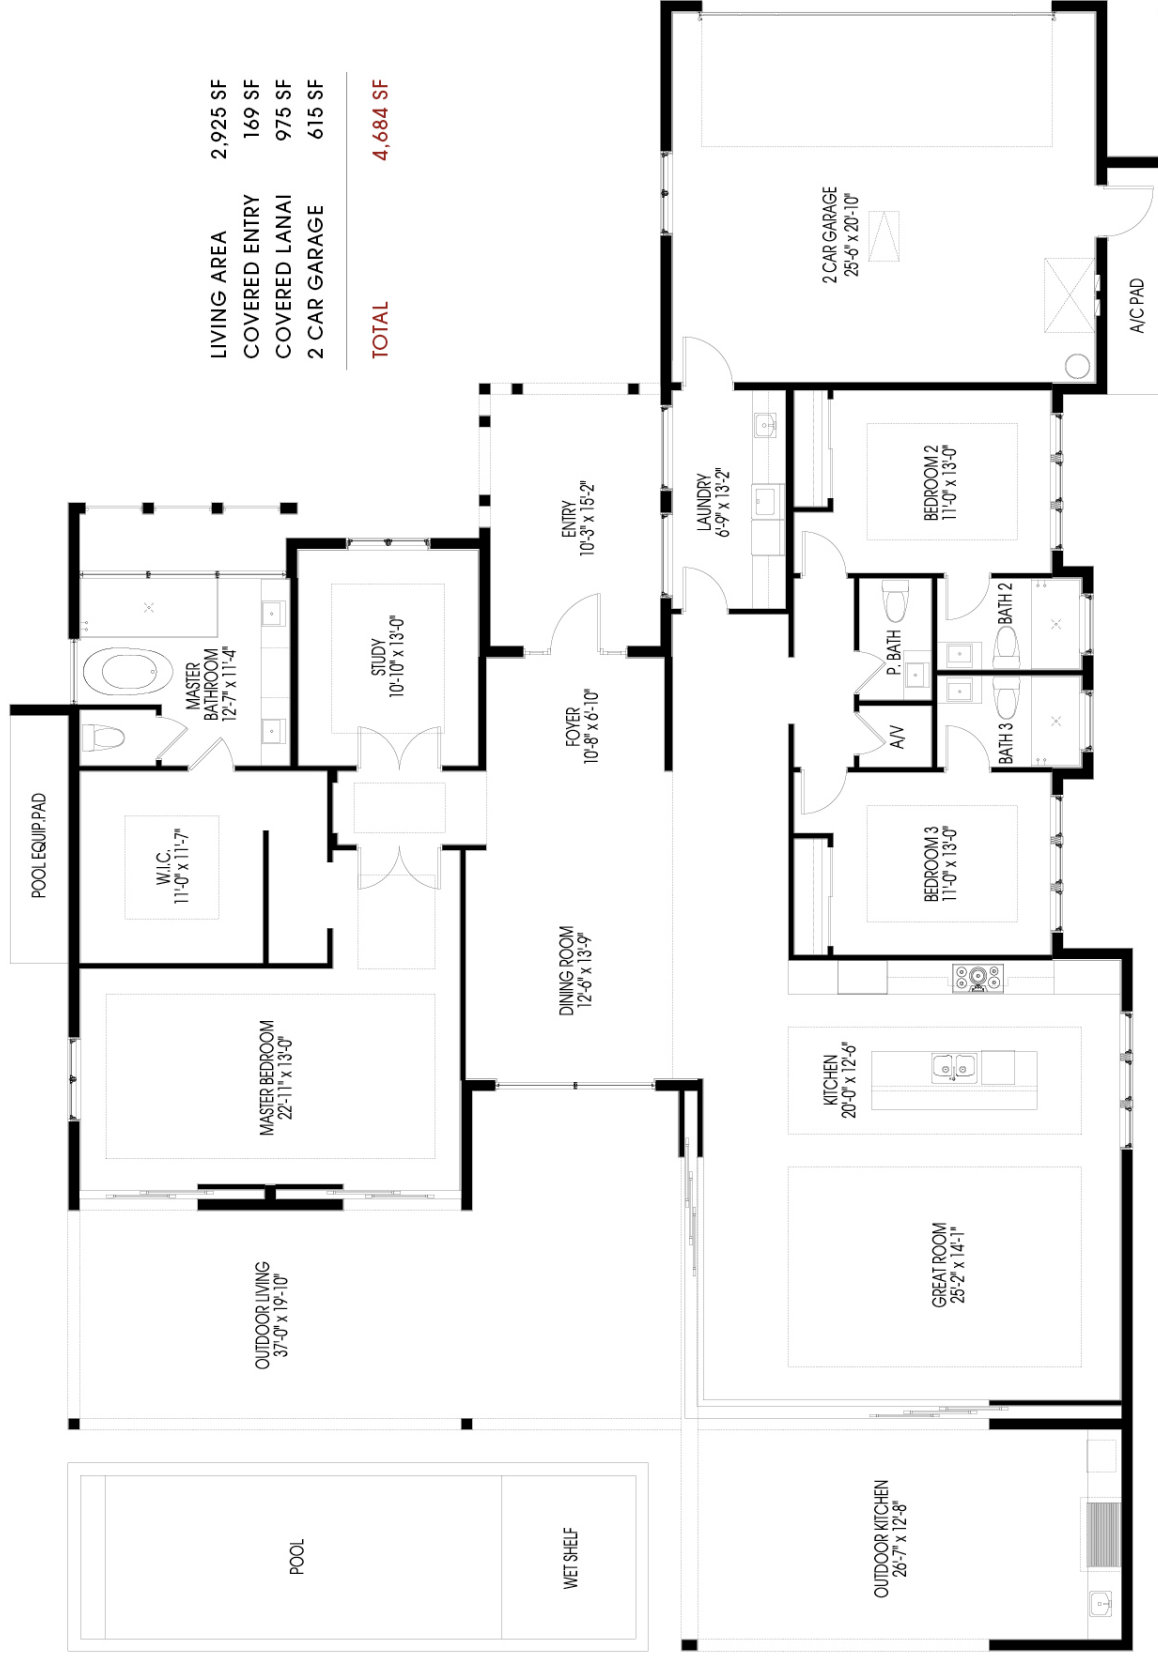 LIVING AREA 2,925 SF
COVERED ENTRY 169 SF
COVERED LANAI 975 SF
2 CAR GARAGE 615 SF
TOTAL 4,684 SF
POOL EQUIP.PAD
MASTER
BATHROOM
12'-7" x 11'-4"
W.I.C.
11'-0" x 11'-7"
STUDY
10'-10" x 13'-0"
MASTER BEDROOM
22'-11" x 13'-0"
OUTDOOR LIVING
37'-0" x 19'-10"
POOL
WET SHELF
ENTRY
10'-3" x 15'-2"
FOYER
10'-8" x 6'-10"
DINING ROOM
12'-6" x 13'-9"
LAUNDRY
6'-9" x 13'-2"
2 CAR GARAGE
25'-6" x 20'-10"
A/C PAD
BEDROOM 2
11'-0" x 13'-0"
P. BATH
BATH 2
A/V
BATH 3
BEDROOM 3
11'-0" x 13'-0"
KITCHEN
20'-0" x 12'-6"
GREAT ROOM
25'-2" x 14'-1"
OUTDOOR KITCHEN
26'-7" x 12'-8"